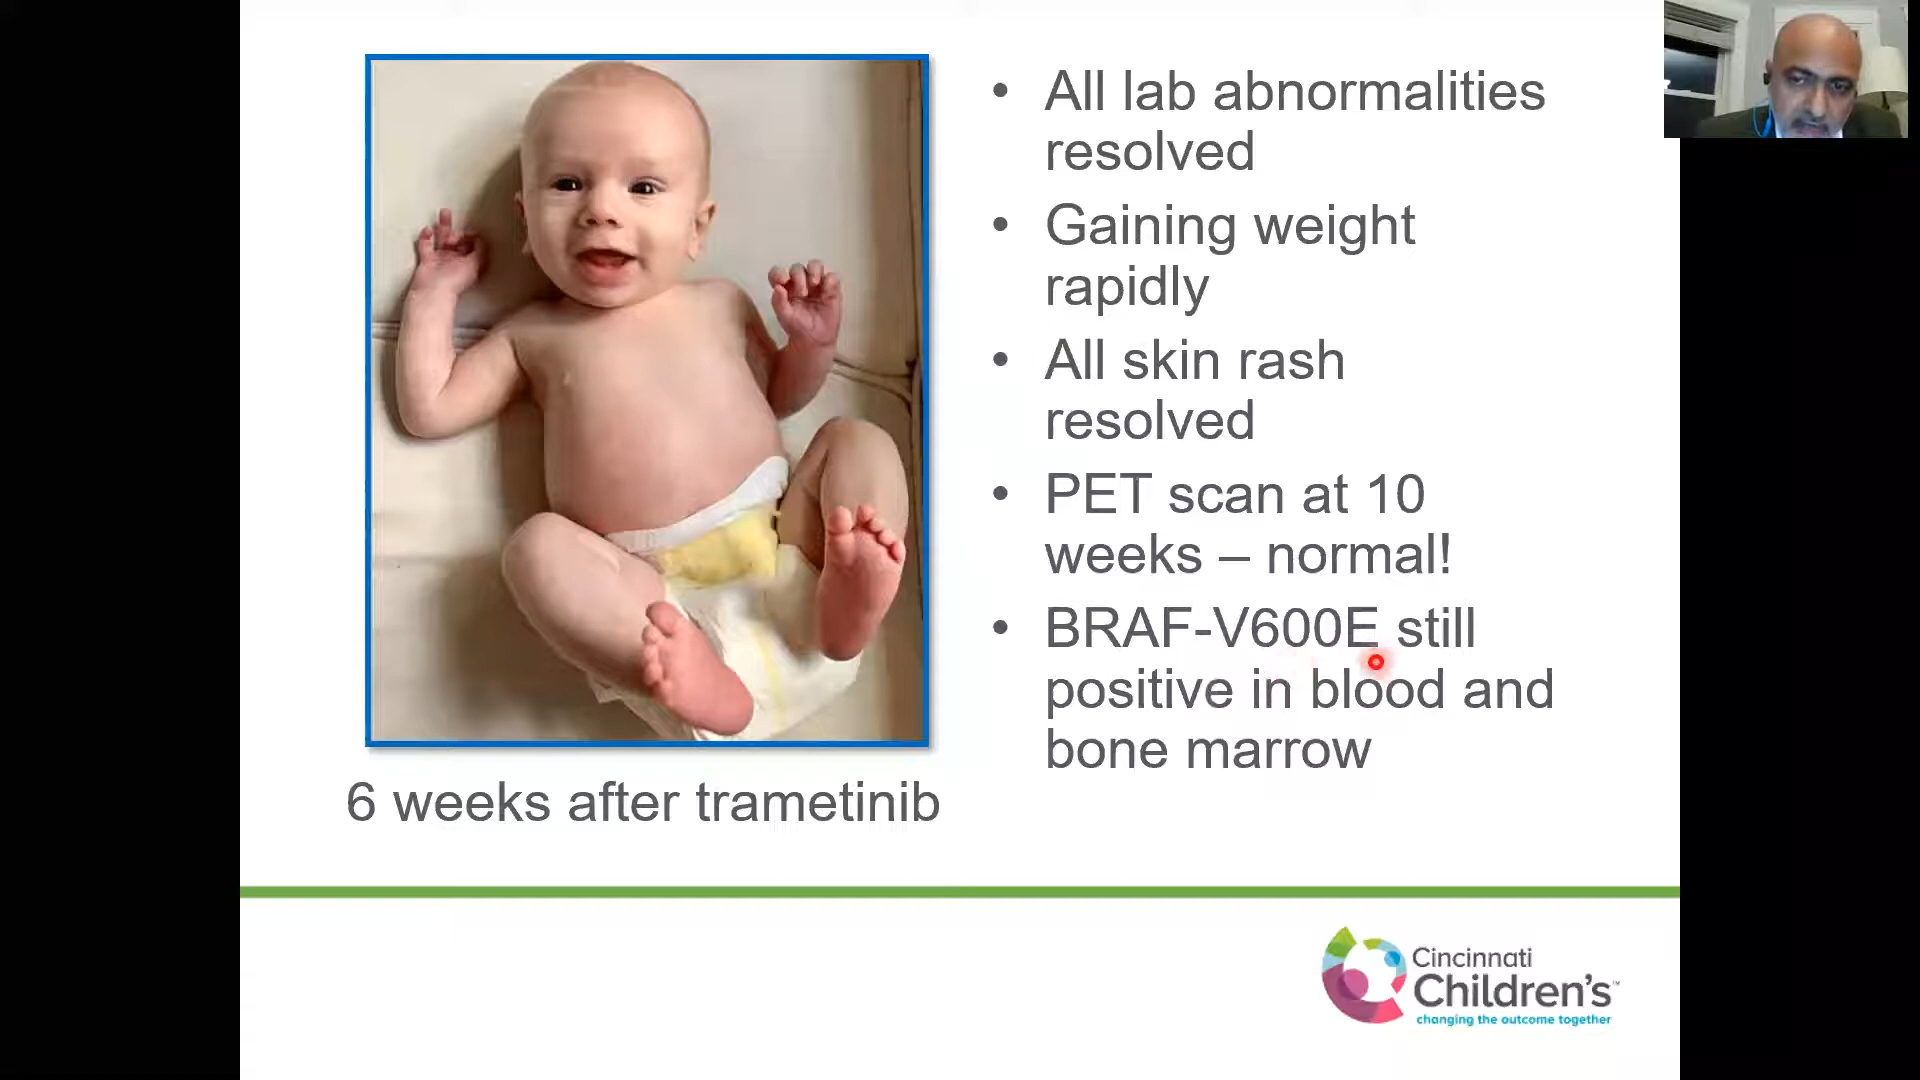 • All lab abnormalities
resolved
• Gaining weight
rapidly
• All skin rash
resolved
• PET scan at 10
weeks – normal!
• BRAF-V600E still
positive in blood and
bone marrow
6 weeks after trametinib
Cincinnati
Children's™
changing the outcome together